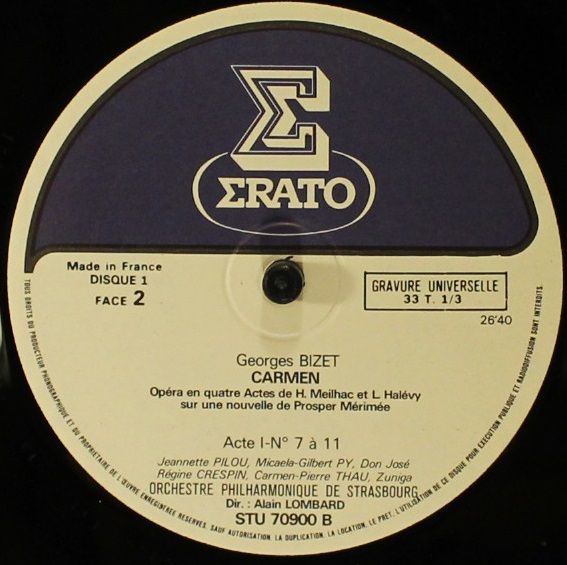 ΣRATO
Made in France
DISQUE 1
FACE 2
GRAVURE UNIVERSELLE
33 T. 1/3
26'40
Georges BIZET
CARMEN
Opéra en quatre Actes de H. Meilhac et L. Halévy
sur une nouvelle de Prosper Mérimée
Acte I-N° 7 à 11
Jeannette PILOU, Micaela-Gilbert PY, Don José
Régine CRESPIN, Carmen-Pierre THAU, Zuniga
ORCHESTRE PHILHARMONIQUE DE STRASBOURG
Dir. : Alain LOMBARD
STU 70900 B
TOUS DROITS DU PRODUCTEUR PHONOGRAPHIQUE ET DU PROPRIETAIRE DE L'ŒUVRE ENREGISTREE RESERVES. SAUF AUTORISATION. LA DUPLICATION, LA LOCATION, LE PRET, L'UTILISATION DE CE DISQUE POUR EXECUTION PUBLIQUE ET RADIODIFFUSION SONT INTERDITS.